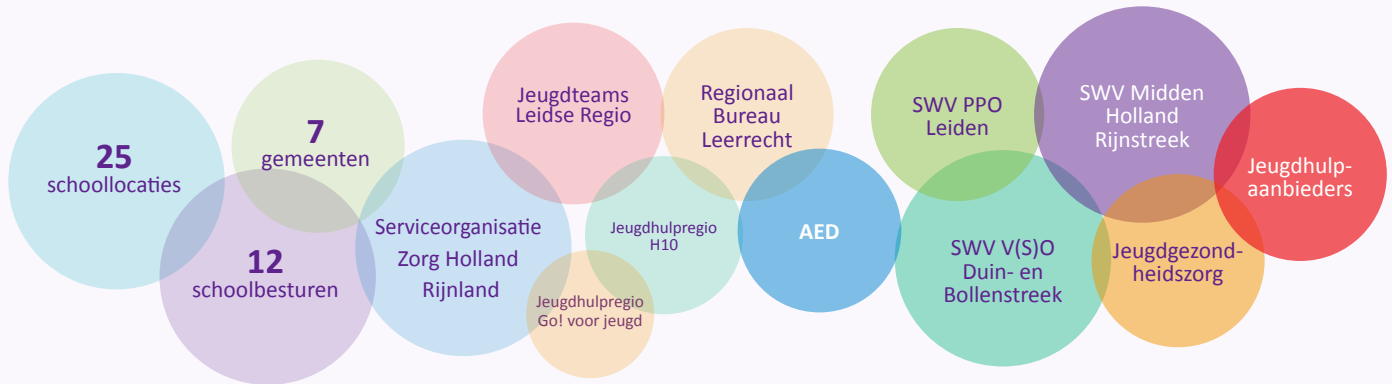 25
schoollocaties
7
gemeenten
12
schoolbesturen
Serviceorganisatie
Zorg Holland
Rijnland
Jeugdteams
Leidse Regio
Jeugdhulpregio
Go! voor jeugd
Jeugdhulpregio
H10
Regionaal
Bureau
Leerrecht
AED
SWV PPO
Leiden
SWV V(S)O
Duin- en
Bollenstreek
SWV Midden
Holland
Rijnstreek
Jeugdgezond-
heidszorg
Jeugdhulp-
aanbieders